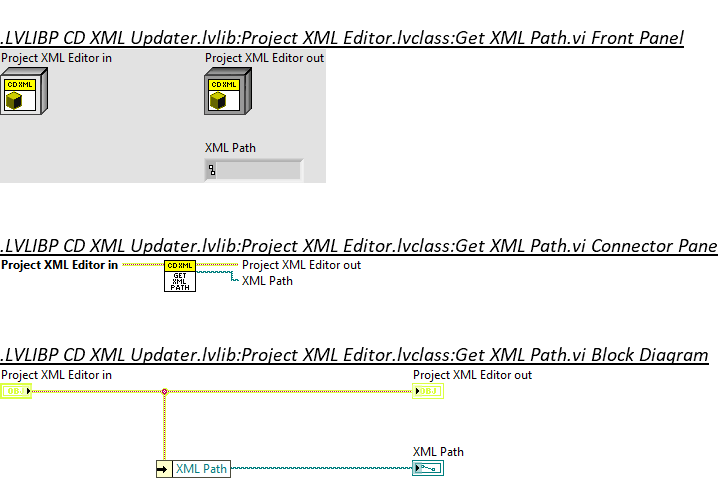 .LVLIBP CD XML Updater.lvlib:Project XML Editor.lvclass:Get XML Path.vi Front Panel
Project XML Editor in
Project XML Editor out
CD XML
CD XML
XML Path
.LVLIBP CD XML Updater.lvlib:Project XML Editor.lvclass:Get XML Path.vi Connector Pane
Project XML Editor in
CD XML
Project XML Editor out
GET
XML
PATH
XML Path
.LVLIBP CD XML Updater.lvlib:Project XML Editor.lvclass:Get XML Path.vi Block Diagram
Project XML Editor in
Project XML Editor out
OBJ
OBJ
XML Path
XML Path